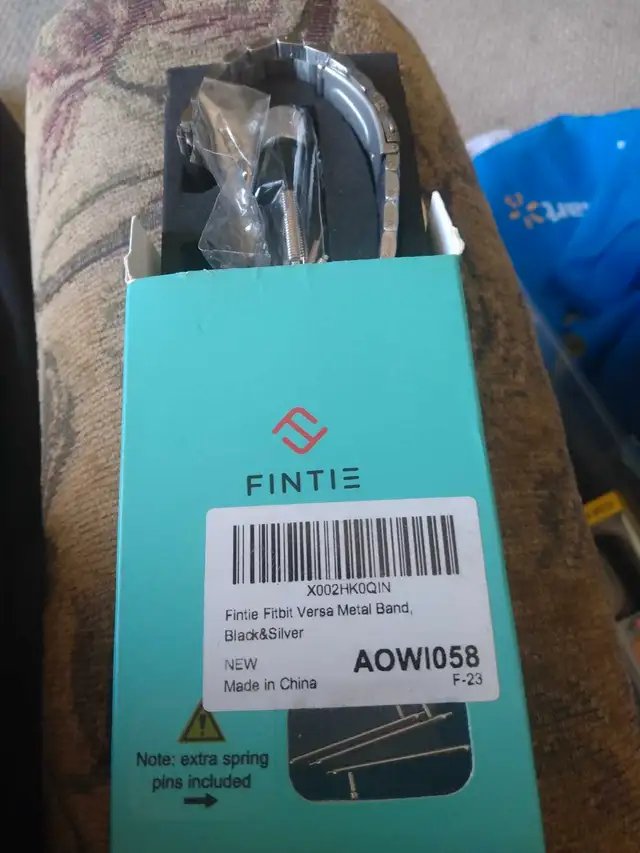 FINTIE
X002HK0QIN
Fintie Fitbit Versa Metal Band,
Black&Silver
NEW
AOWI058
Made in China
F-23
Note: extra spring
pins included